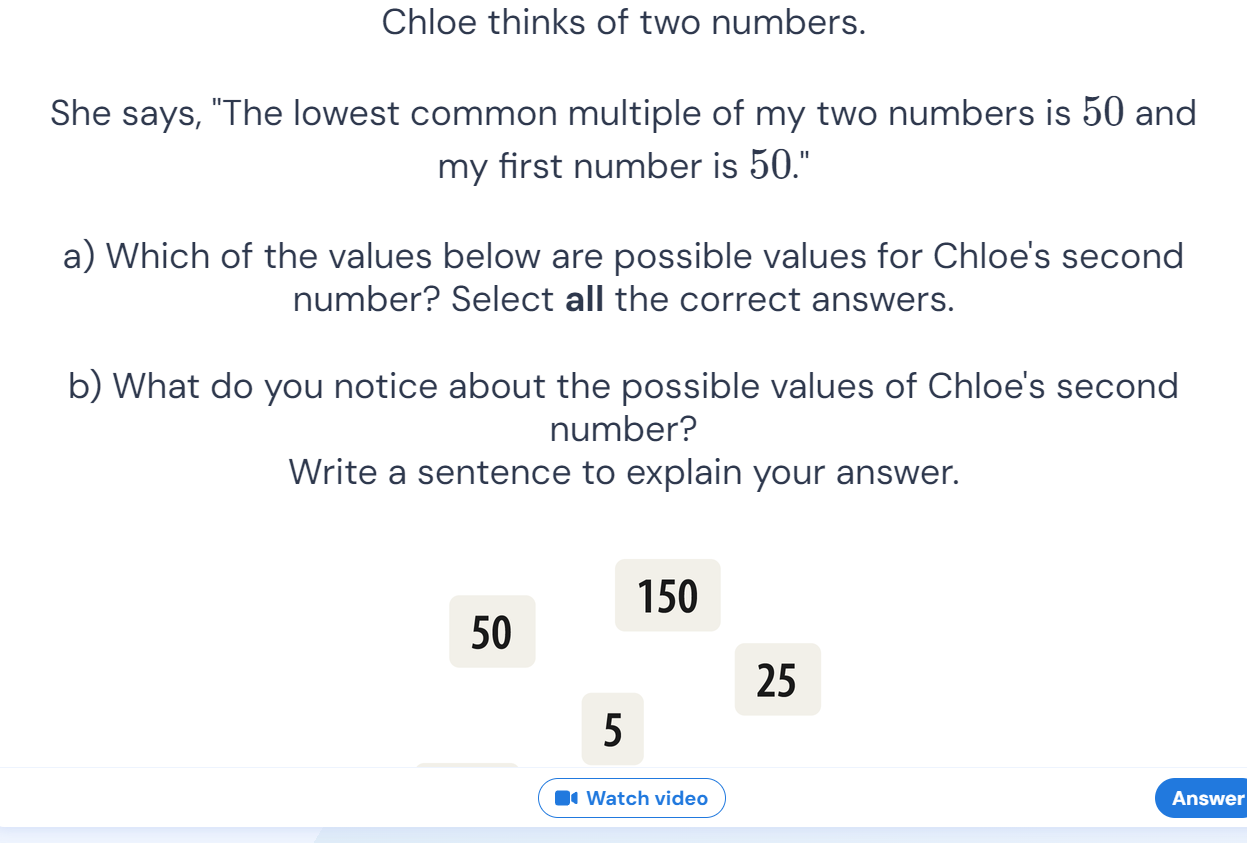 Chloe thinks of two numbers.
She says, "The lowest common multiple of my two numbers is 50 and
my first number is 50."
a) Which of the values below are possible values for Chloe's second
number? Select all the correct answers.
b) What do you notice about the possible values of Chloe's second
number?
Write a sentence to explain your answer.
150
50
25
5
Watch video
Answer